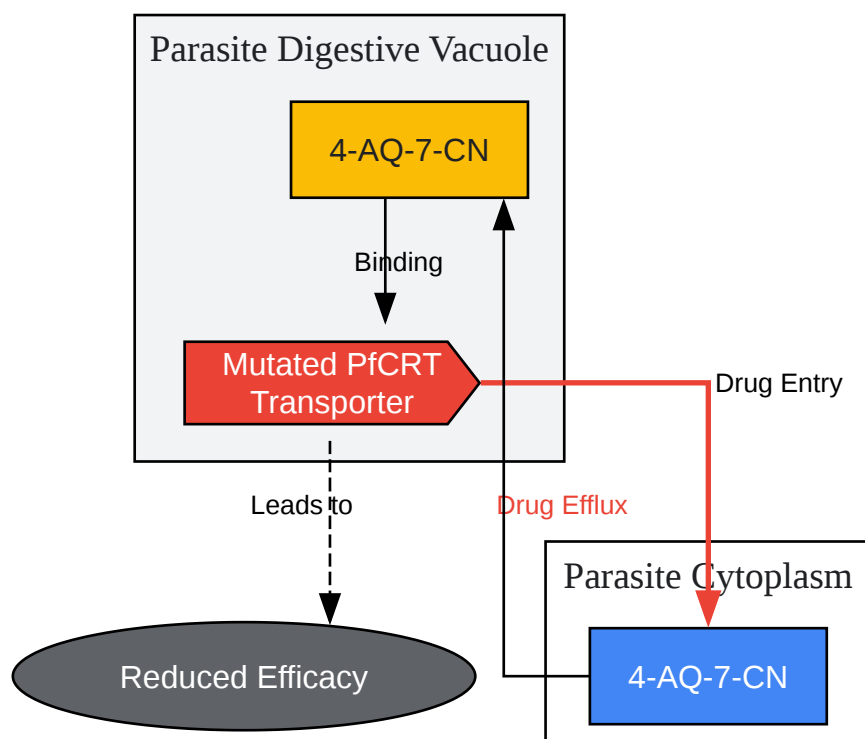 Parasite Digestive Vacuole
4-AQ-7-CN
Binding
Mutated PfCRT
Transporter
Drug Entry
Leads to
Drug Efflux
Parasite Cytoplasm
Reduced Efficacy
4-AQ-7-CN